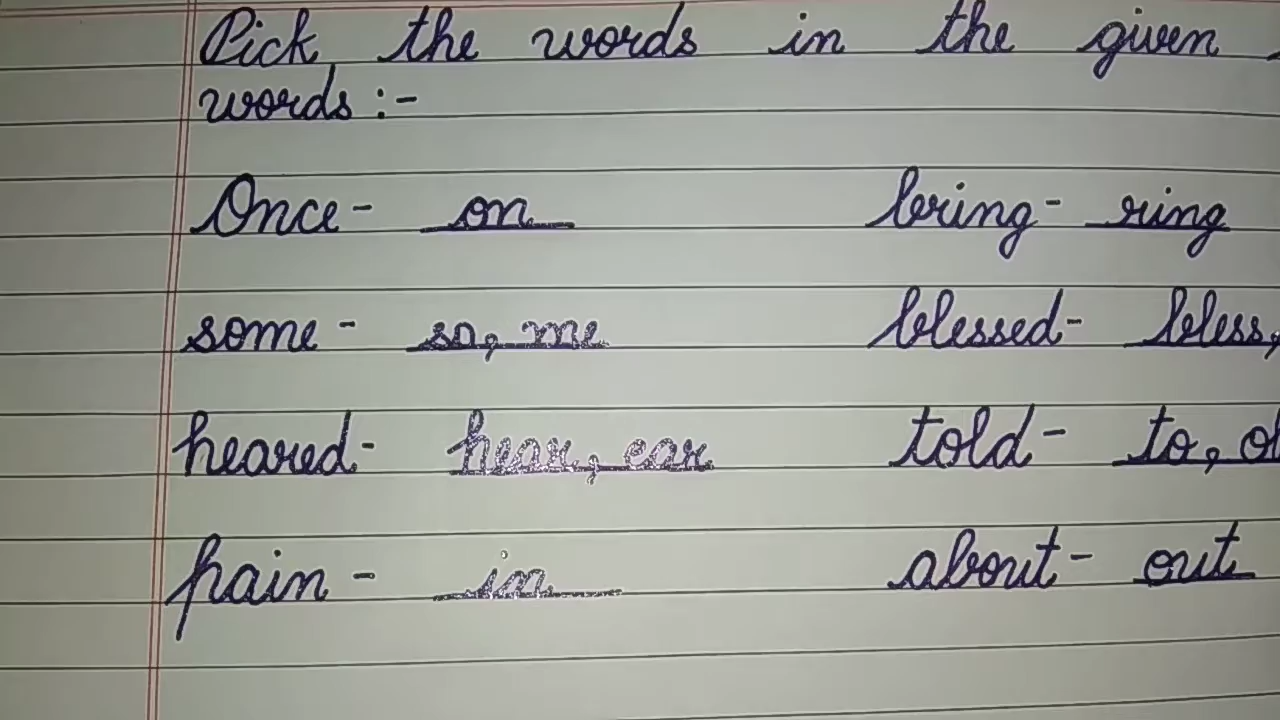 Pick the words in the given
words :-
Once - on bring - ring
some - so, me blessed - bless,
heared - hear, ear told - to, ol
pain - in about - out